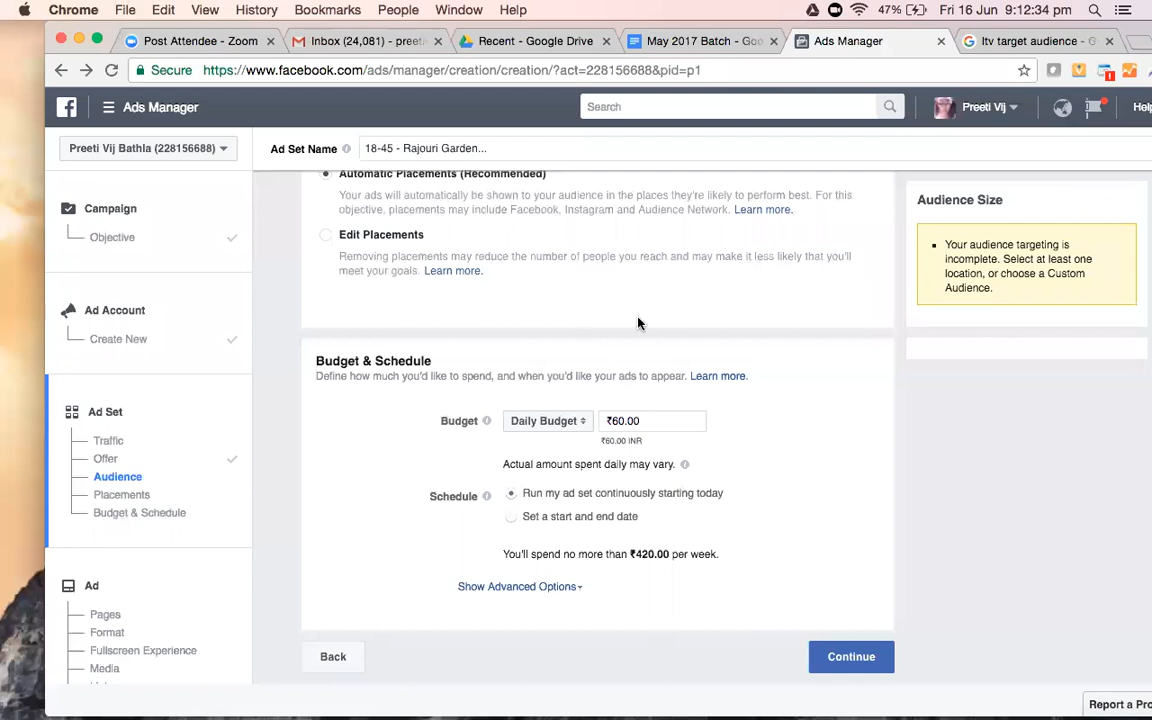 Chrome File Edit View History Bookmarks People Window Help 47% Fri 16 Jun 9:12:34 pm
Post Attendee - Zoom Inbox (24,081) - preeti Recent - Google Drive May 2017 Batch - Goo Ads Manager ltv target audience - G
Secure https://www.facebook.com/ads/manager/creation/creation/?act=228156688&pid=p1
Ads Manager Search Preeti Vij Help
Preeti Vij Bathla (228156688) Ad Set Name 18-45 - Rajouri Garden...
Automatic Placements (Recommended)
Your ads will automatically be shown to your audience in the places they're likely to perform best. For this
objective, placements may include Facebook, Instagram and Audience Network. Learn more.
Edit Placements
Removing placements may reduce the number of people you reach and may make it less likely that you'll
meet your goals. Learn more.
Audience Size
Your audience targeting is
incomplete. Select at least one
location, or choose a Custom
Audience.
Campaign
Objective
Ad Account
Create New
Ad Set
Traffic
Offer
Audience
Placements
Budget & Schedule
Ad
Pages
Format
Fullscreen Experience
Media
Budget & Schedule
Define how much you'd like to spend, and when you'd like your ads to appear. Learn more.
Budget Daily Budget ₹60.00
₹60.00 INR
Actual amount spent daily may vary.
Schedule Run my ad set continuously starting today
Set a start and end date
You'll spend no more than ₹420.00 per week.
Show Advanced Options
Back Continue
Report a Pro